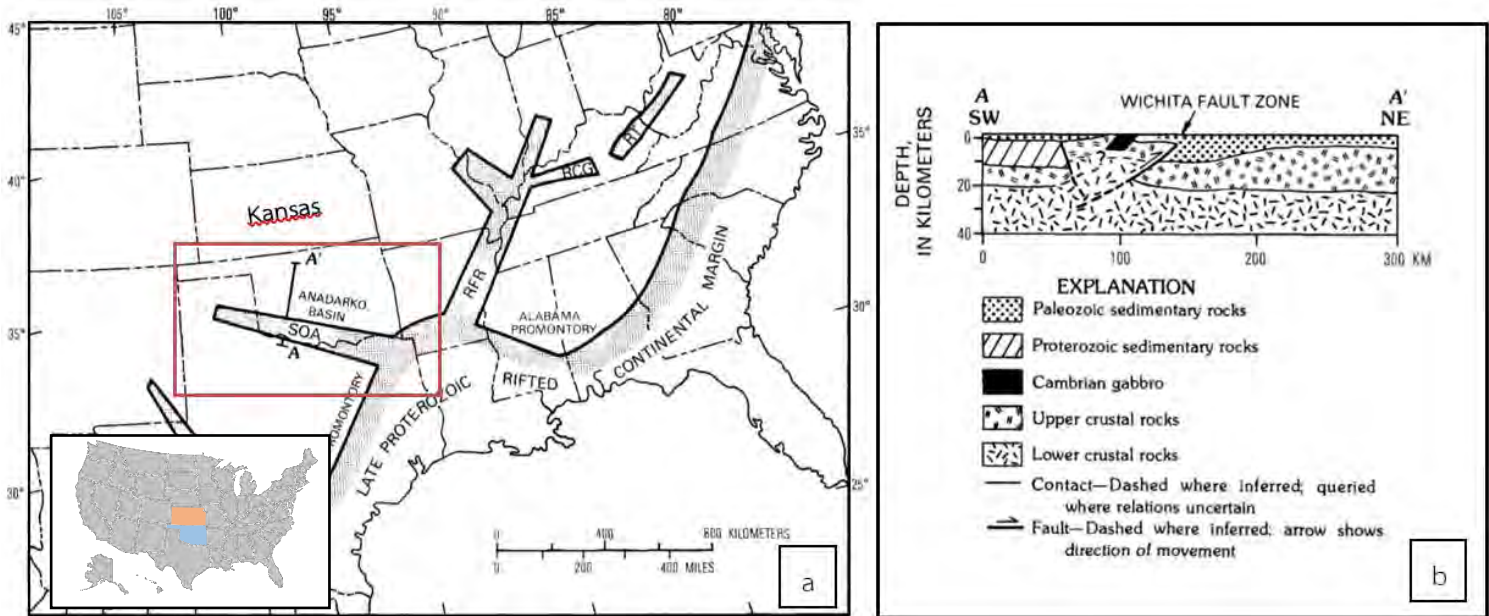 105° 100° 95° 90° 85° 80°
45°
40°
35°
30°
35°
30°
25°
Kansas
A'
ANADARKO
BASIN
SOA
A
RFR
RCG
RT
ALABAMA
PROMONTORY
LATE PROTEROZOIC
RIFTED
CONTINENTAL MARGIN
0 400 800 KILOMETERS
0 200 400 MILES
a
A
SW
WICHITA FAULT ZONE
A'
NE
DEPTH,
IN KILOMETERS
0
20
40
?
0 100 200 300 KM
EXPLANATION
Paleozoic sedimentary rocks
Proterozoic sedimentary rocks
Cambrian gabbro
Upper crustal rocks
Lower crustal rocks
Contact—Dashed where inferred; queried
where relations uncertain
Fault—Dashed where inferred; arrow shows
direction of movement
b